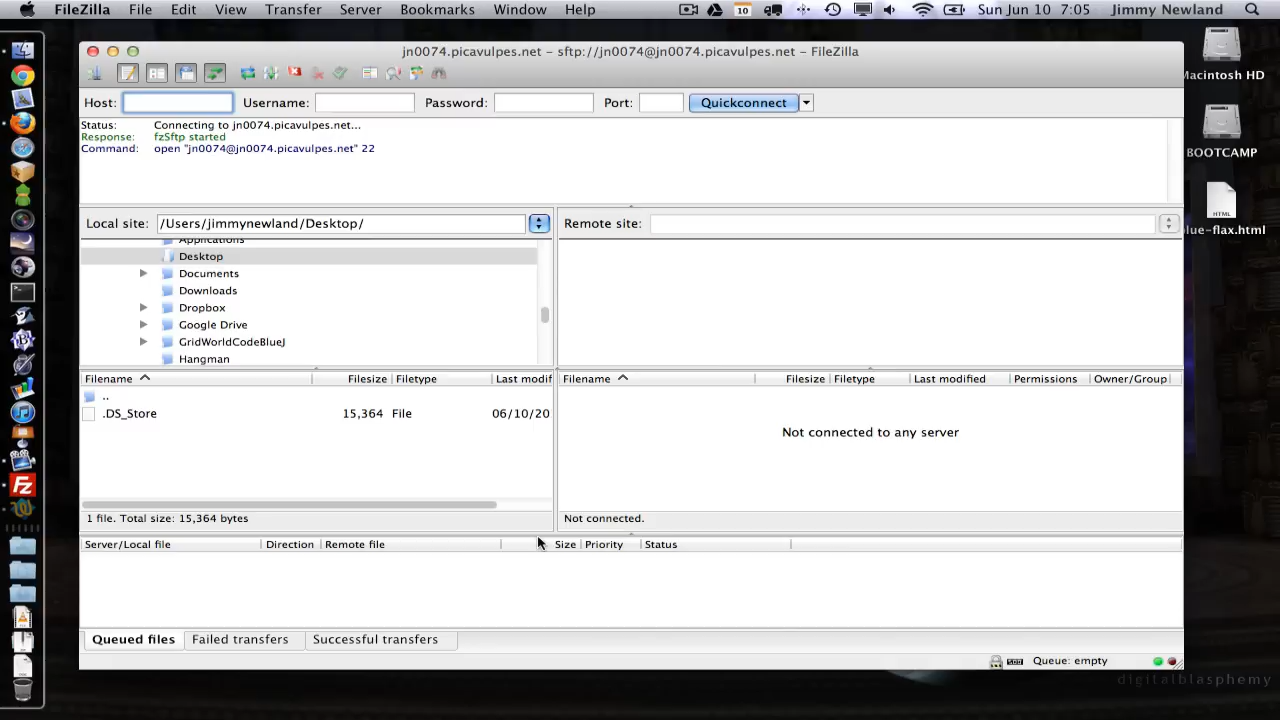 FileZilla File Edit View Transfer Server Bookmarks Window Help 10 Sun Jun 10 7:05 Jimmy Newland
jn0074.picavulpes.net – sftp://jn0074@jn0074.picavulpes.net – FileZilla
Macintosh HD
Host: Username: Password: Port: Quickconnect
Status: Connecting to jn0074.picavulpes.net...
Response: fzSftp started
Command: open "jn0074@jn0074.picavulpes.net" 22
BOOTCAMP
HTML
lue-flax.html
Local site: /Users/jimmynewland/Desktop/ Remote site:
Applications
Desktop
Documents
Downloads
Dropbox
Google Drive
GridWorldCodeBlueJ
Hangman
Filename Filesize Filetype Last modif Filename Filesize Filetype Last modified Permissions Owner/Group
..
.DS_Store 15,364 File 06/10/20
Not connected to any server
1 file. Total size: 15,364 bytes Not connected.
Server/Local file Direction Remote file Size Priority Status
Queued files Failed transfers Successful transfers
Queue: empty
digitalblasphemy